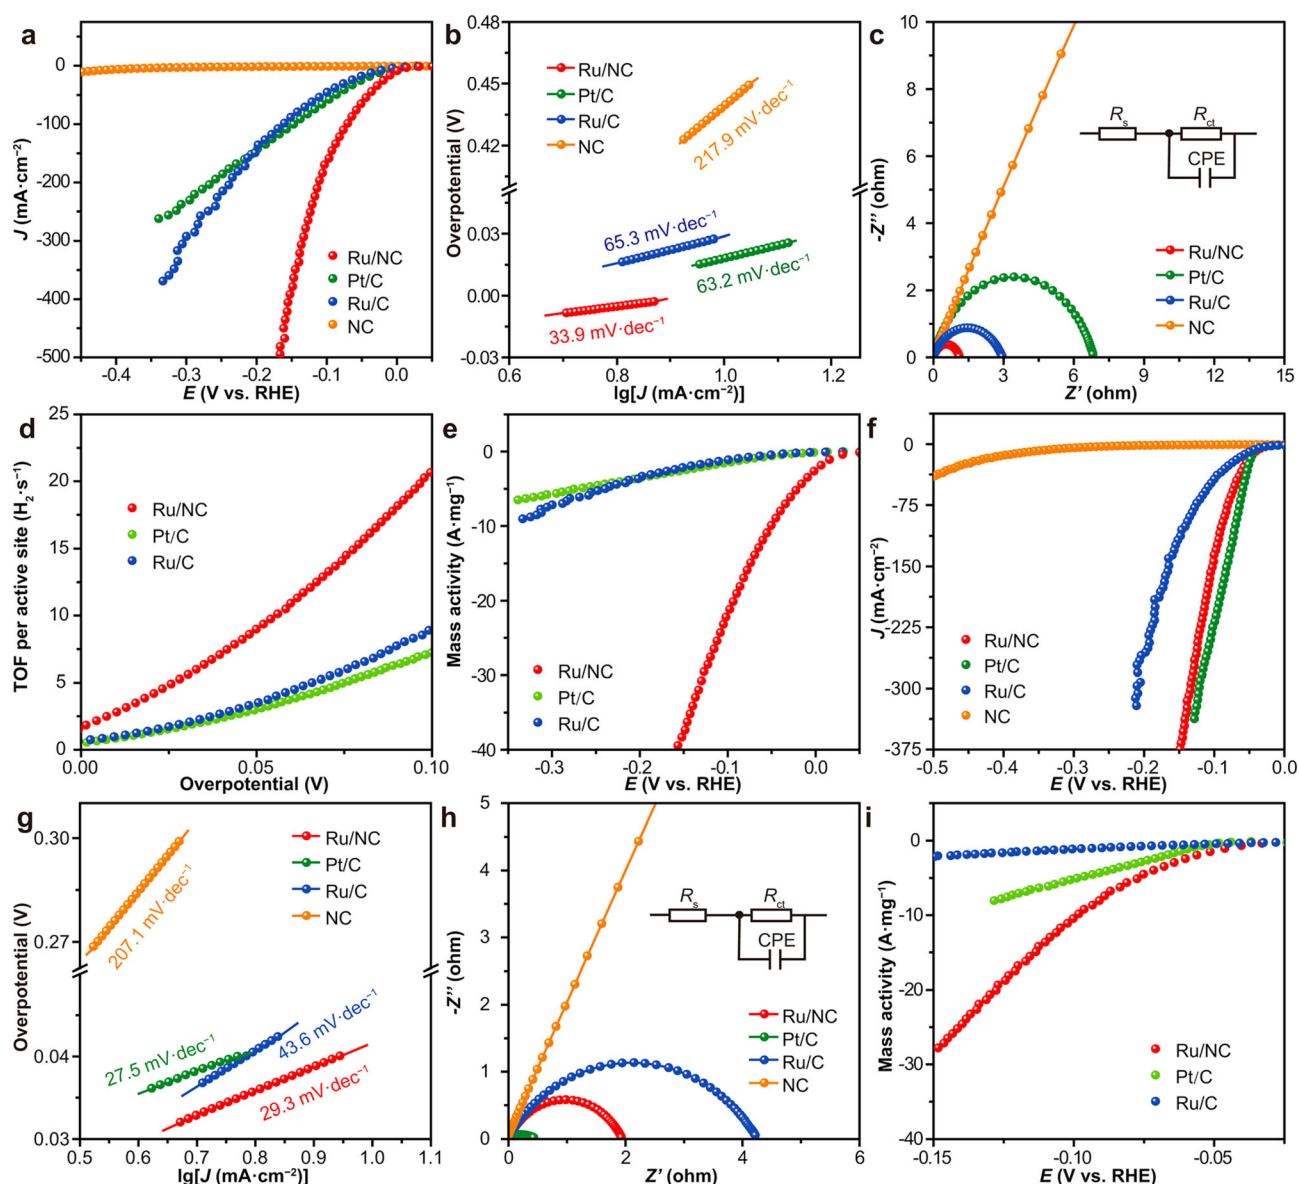 a
J (mA·cm⁻²)
0
-100
-200
-300
-400
-500
-0.4
-0.3
-0.2
-0.1
0.0
E (V vs. RHE)
Ru/NC
Pt/C
Ru/C
NC
b
Overpotential (V)
0.48
0.45
0.42
0.03
0.00
-0.03
0.6
0.8
1.0
1.2
lg[J (mA·cm⁻²)]
Ru/NC
Pt/C
Ru/C
NC
217.9 mV·dec⁻¹
65.3 mV·dec⁻¹
63.2 mV·dec⁻¹
33.9 mV·dec⁻¹
c
-Z″ (ohm)
10
8
6
4
2
0
0
3
6
9
12
15
Z′ (ohm)
Rs
Rct
CPE
Ru/NC
Pt/C
Ru/C
NC
d
TOF per active site (H₂·s⁻¹)
25
20
15
10
5
0
0.00
0.05
0.10
Overpotential (V)
Ru/NC
Pt/C
Ru/C
e
Mass activity (A·mg⁻¹)
0
-10
-20
-30
-40
-0.3
-0.2
-0.1
0.0
E (V vs. RHE)
Ru/NC
Pt/C
Ru/C
f
J (mA·cm⁻²)
0
-75
-150
-225
-300
-375
-0.5
-0.4
-0.3
-0.2
-0.1
0.0
E (V vs. RHE)
Ru/NC
Pt/C
Ru/C
NC
g
Overpotential (V)
0.30
0.27
0.04
0.03
0.5
0.6
0.7
0.8
0.9
1.0
1.1
lg[J (mA·cm⁻²)]
Ru/NC
Pt/C
Ru/C
NC
207.1 mV·dec⁻¹
27.5 mV·dec⁻¹
43.6 mV·dec⁻¹
29.3 mV·dec⁻¹
h
-Z″ (ohm)
5
4
3
2
1
0
0
2
4
6
Z′ (ohm)
Rs
Rct
CPE
Ru/NC
Pt/C
Ru/C
NC
i
Mass activity (A·mg⁻¹)
0
-10
-20
-30
-40
-0.15
-0.10
-0.05
E (V vs. RHE)
Ru/NC
Pt/C
Ru/C